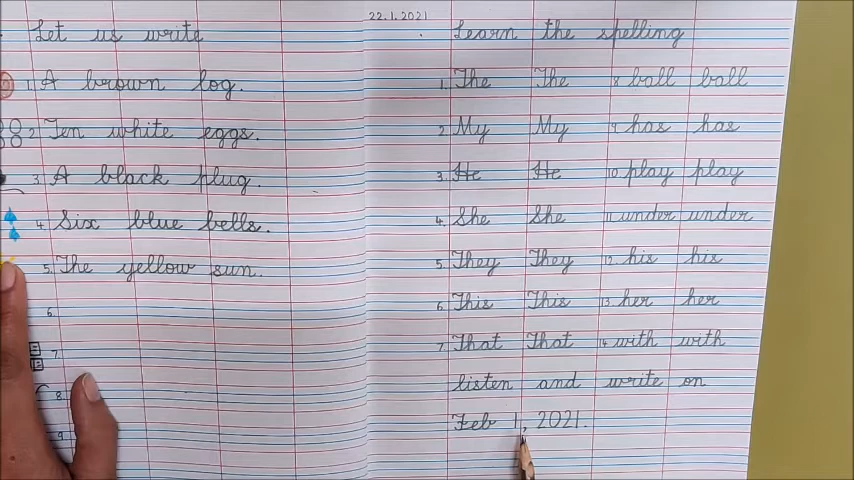 Let us write
1. A brown log.
2. Ten white eggs.
3. A black plug.
4. Six blue bells.
5. The yellow sun.
6.
7
8
9
22.1.2021
Learn the spelling
1. The The 8 ball ball
2 My My 9 has has
3. He He 10 play play
4. She She 11 under under
5. They They 12. his his
6 This This 13 her her
7. That That 14 with with
listen and write on
Feb 1, 2021.